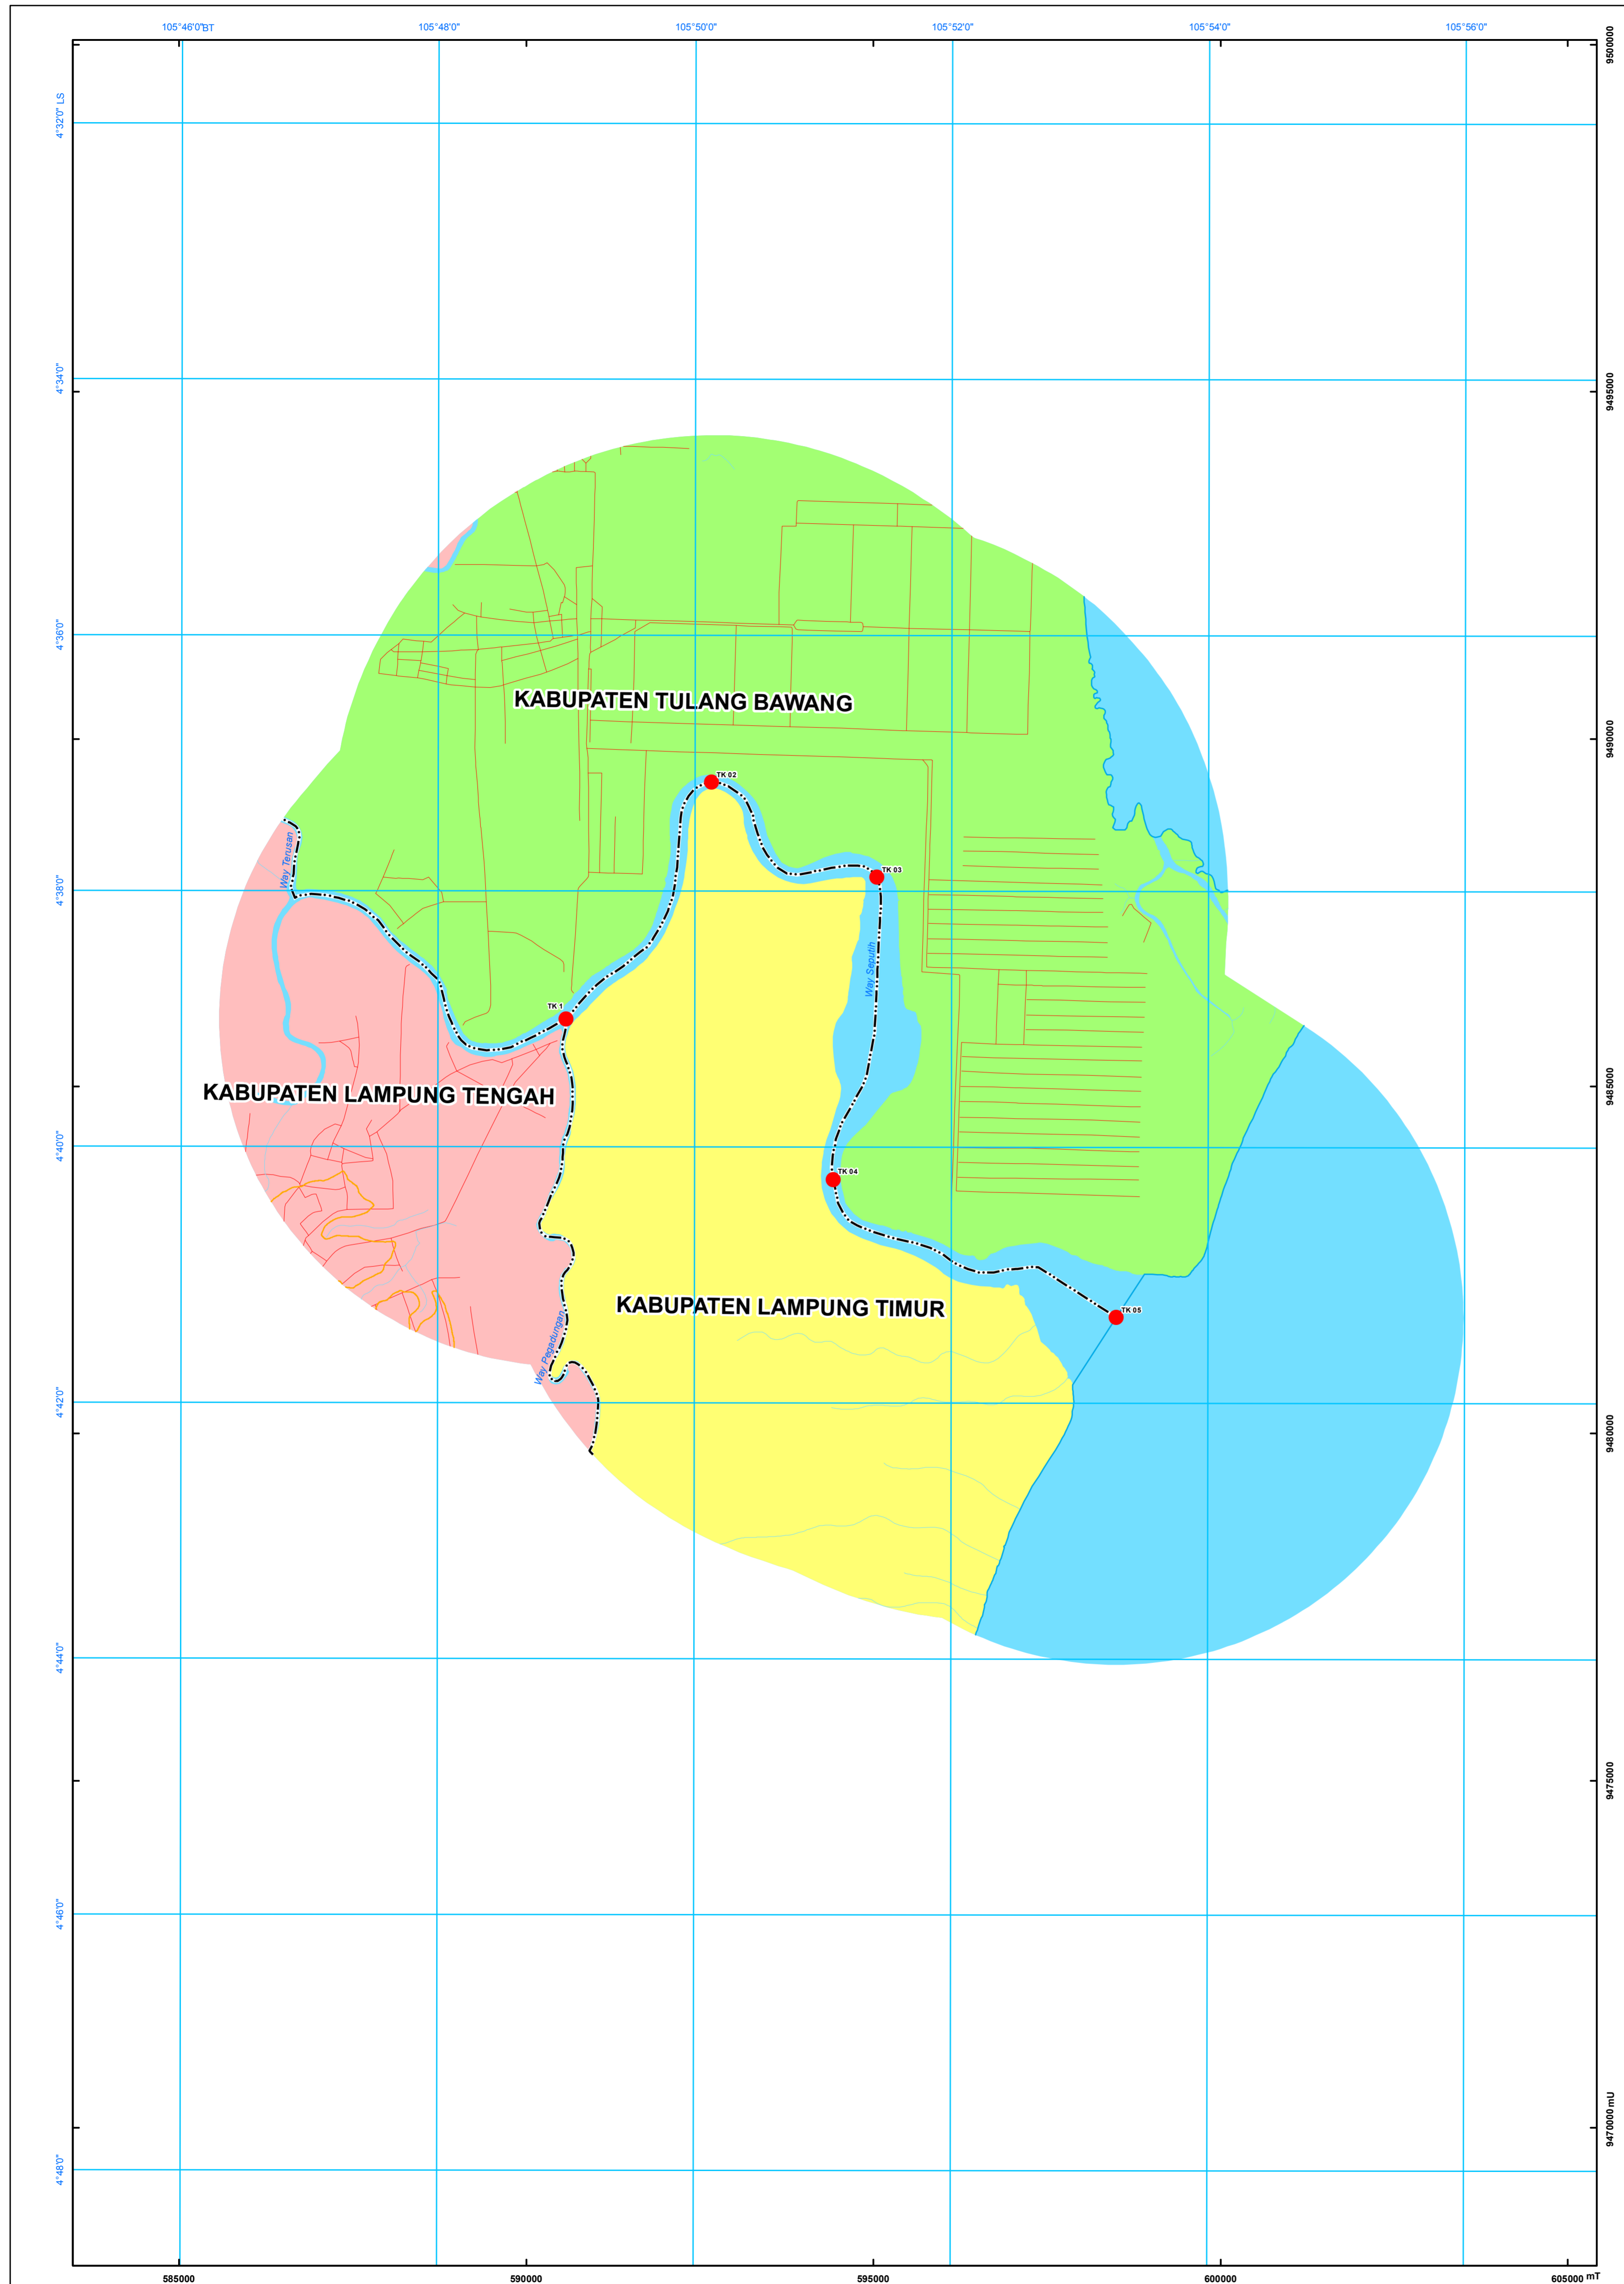 105°46'0" BT
105°48'0"
105°50'0"
105°52'0"
105°54'0"
105°56'0"
9500000
4°32'0" LS
4°34'0"
9495000
4°36'0"
KABUPATEN TULANG BAWANG
9490000
TK 02
Way Terusan
TK 03
4°38'0"
Way Seputih
TK 1
KABUPATEN LAMPUNG TENGAH
9485000
4°40'0"
TK 04
KABUPATEN LAMPUNG TIMUR
TK 05
Way Pegadungan
4°42'0"
9480000
4°44'0"
9475000
4°46'0"
9470000 mU
4°48'0"
585000
590000
595000
600000
605000 mT